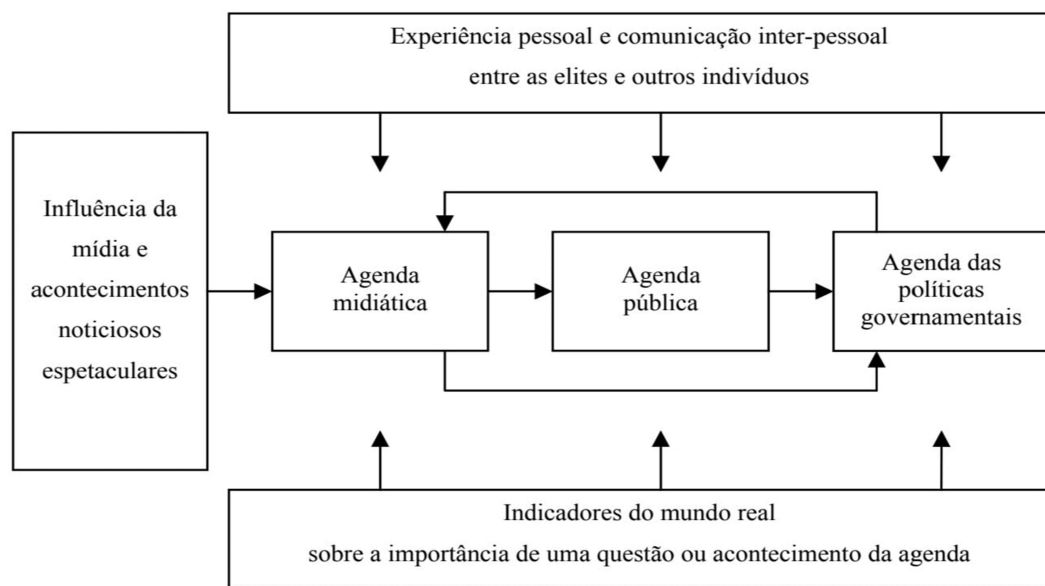 Experiência pessoal e comunicação inter-pessoal
entre as elites e outros indivíduos
Influência da
mídia e
acontecimentos
noticiosos
espetaculares
Agenda
midiática
Agenda
pública
Agenda das
políticas
governamentais
Indicadores do mundo real
sobre a importância de uma questão ou acontecimento da agenda